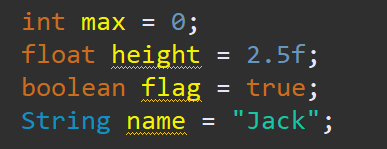 int max = 0;
float height = 2.5f;
boolean flag = true;
String name = "Jack";